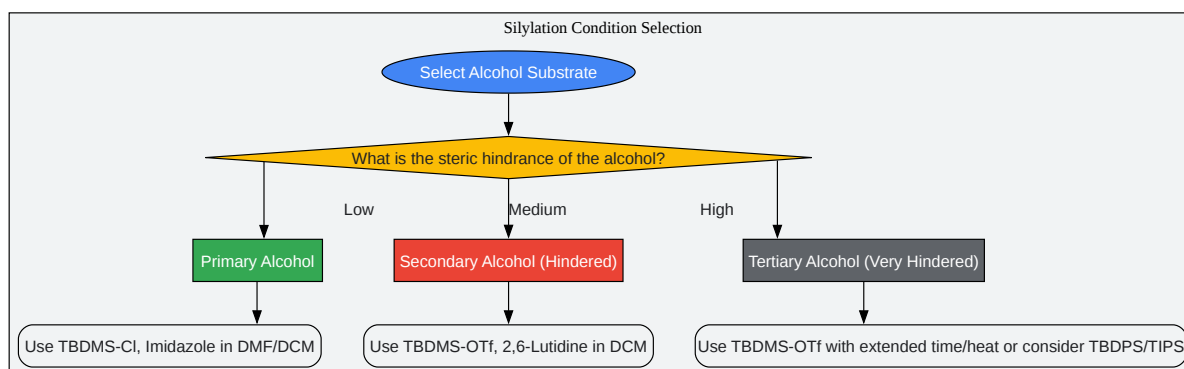 Silylation Condition Selection
Select Alcohol Substrate
What is the steric hindrance of the alcohol?
Low
Medium
High
Primary Alcohol
Secondary Alcohol (Hindered)
Tertiary Alcohol (Very Hindered)
Use TBDMS-Cl, Imidazole in DMF/DCM
Use TBDMS-OTf, 2,6-Lutidine in DCM
Use TBDMS-OTf with extended time/heat or consider TBDPS/TIPS